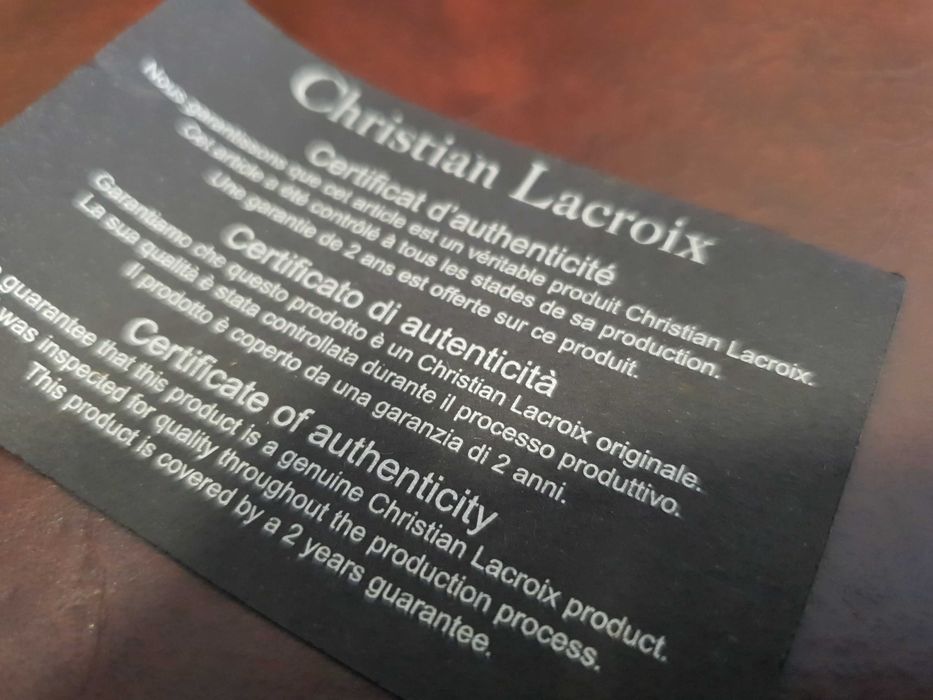 Christian Lacroix
Certificat d'authenticité
Nous garantissons que cet article est un véritable produit Christian Lacroix.
Cet article a été contrôlé à tous les stades de sa production.
Une garantie de 2 ans est offerte sur ce produit.
Certificato di autenticità
Garantiamo che questo prodotto è un Christian Lacroix originale.
La sua qualità è stata controllata durante il processo produttivo.
Il prodotto è coperto da una garanzia di 2 anni.
Certificate of authenticity
guarantee that this product is a genuine Christian Lacroix product.
was inspected for quality throughout the production process.
This product is covered by a 2 years guarantee.